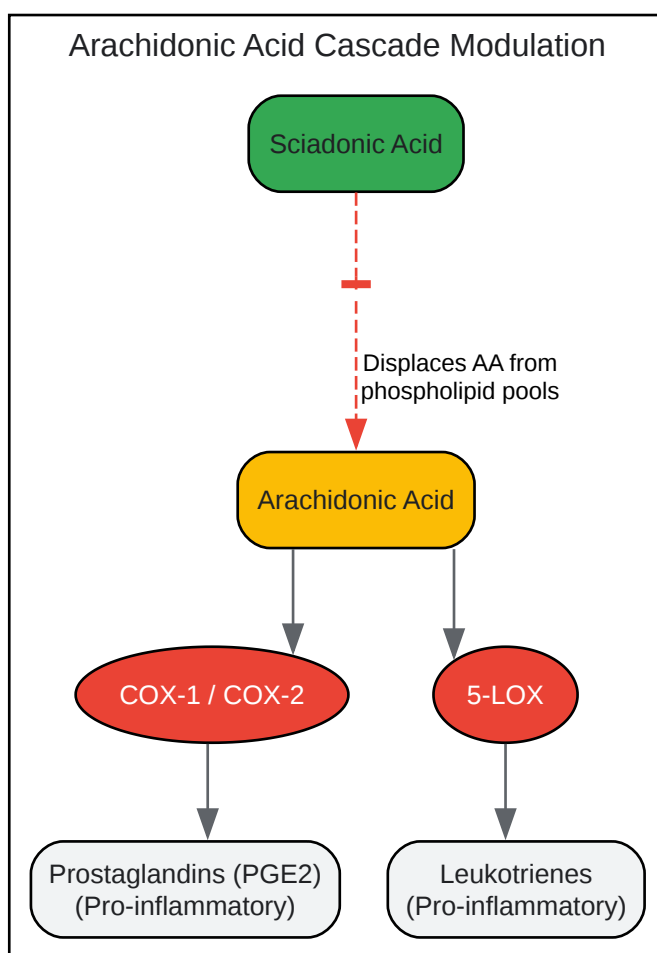 Arachidonic Acid Cascade Modulation
Sciadonic Acid
Displaces AA from
phospholipid pools
Arachidonic Acid
COX-1 / COX-2
5-LOX
Prostaglandins (PGE2)
(Pro-inflammatory)
Leukotrienes
(Pro-inflammatory)